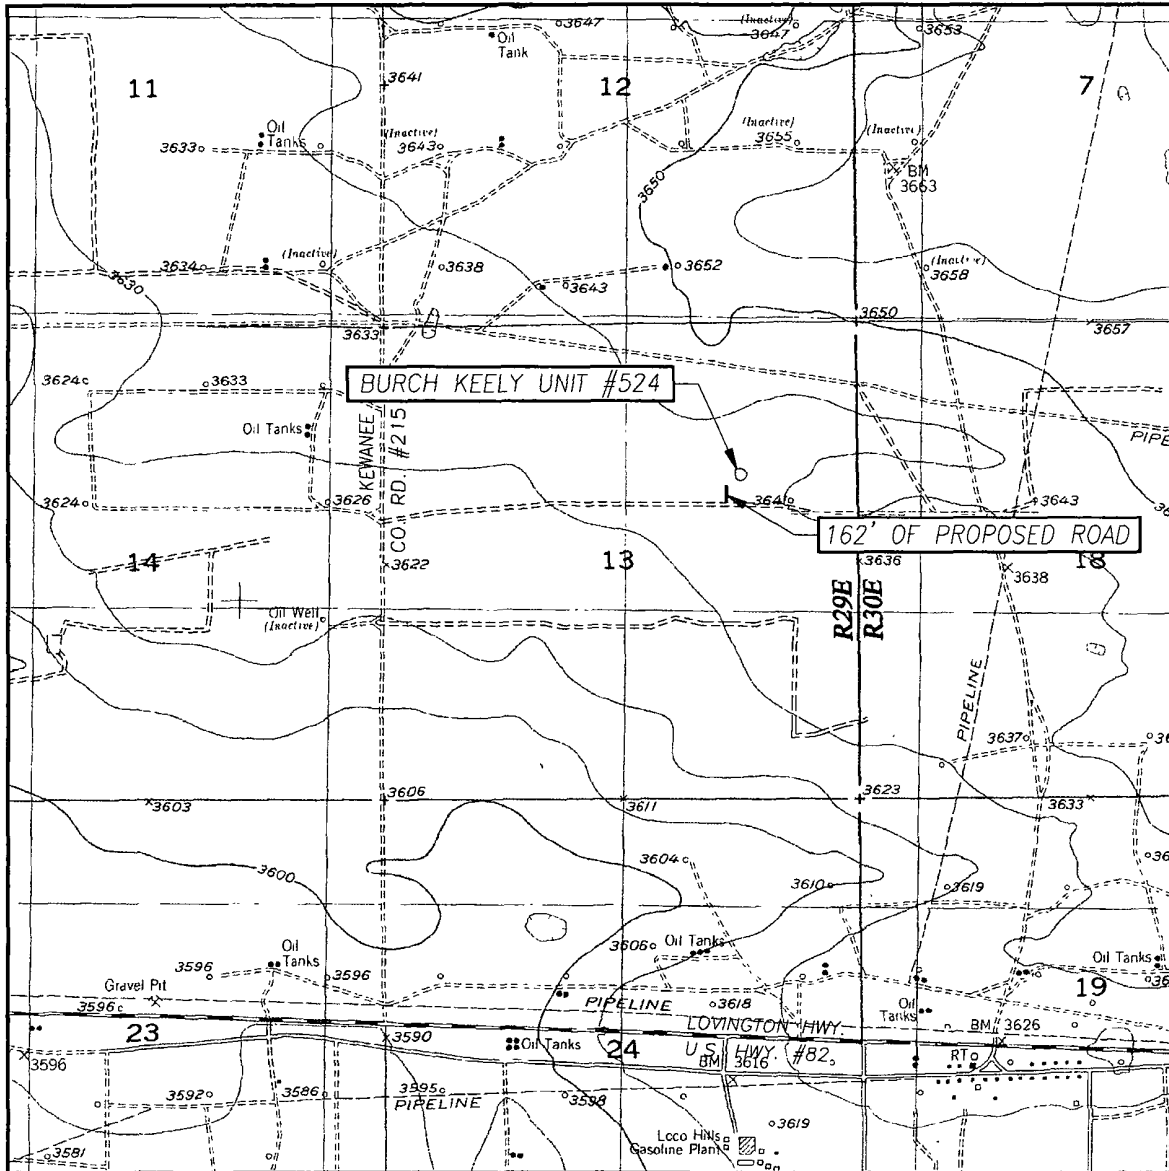 3647
(Inactive)
3647
3653
Oil
Tank
11
3641
12
7
Oil
Tanks
(Inactive)
3643
(Inactive)
3655
(Inactive)
3633
BM
3663
3650
3634
(Inactive)
3638
3652
(Inactive)
3658
3630
3643
3633
3650
3657
3624
3633
BURCH KEELY UNIT #524
Oil Tanks
KEWANEE
CO. RD. #215
3624
3626
3641
3643
162' OF PROPOSED ROAD
14
3622
13
3636
3638
18
Oil Well
(Inactive)
R29E
R30E
PIPELINE
3637
3603
3606
3611
3623
3633
3604
3600
3610
3619
3606
Oil Tanks
Oil
Tanks
Oil Tanks
3596
3596
Gravel Pit
PIPELINE
3618
Oil
Tanks
19
3596
LOVINGTON HWY.
BM
3626
23
3590
Oil Tanks
24
U.S. HWY. #82
3596
BM
3616
RT
3592
3586
3595
PIPELINE
3598
3619
Loco Hills
Gasoline Plant
3581